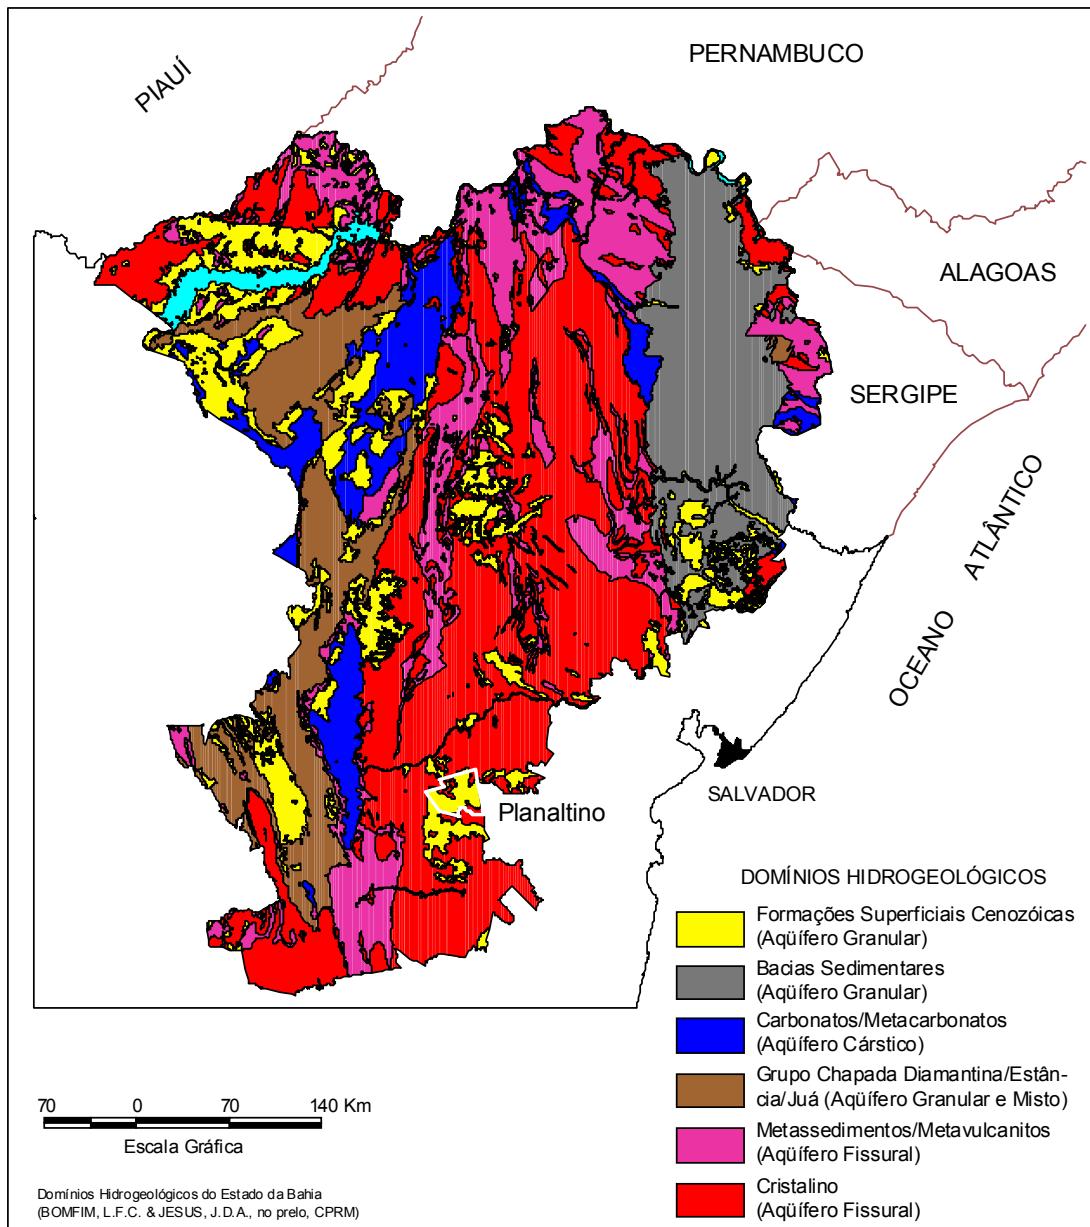 PIAUÍ
PERNAMBUCO
ALAGOAS
SERGIPE
OCEANO ATLÂNTICO
SALVADOR
Planaltino
DOMÍNIOS HIDROGEOLÓGICOS
Formações Superficiais Cenozóicas
(Aqüífero Granular)
Bacias Sedimentares
(Aqüífero Granular)
Carbonatos/Metacarbonatos
(Aqüífero Cárstico)
Grupo Chapada Diamantina/Estân-
cia/Juá (Aqüífero Granular e Misto)
Metassedimentos/Metavulcanitos
(Aqüífero Fissural)
Cristalino
(Aqüífero Fissural)
70 0 70 140 Km
Escala Gráfica
Domínios Hidrogeológicos do Estado da Bahia
(BOMFIM, L.F.C. & JESUS, J.D.A., no prelo, CPRM)